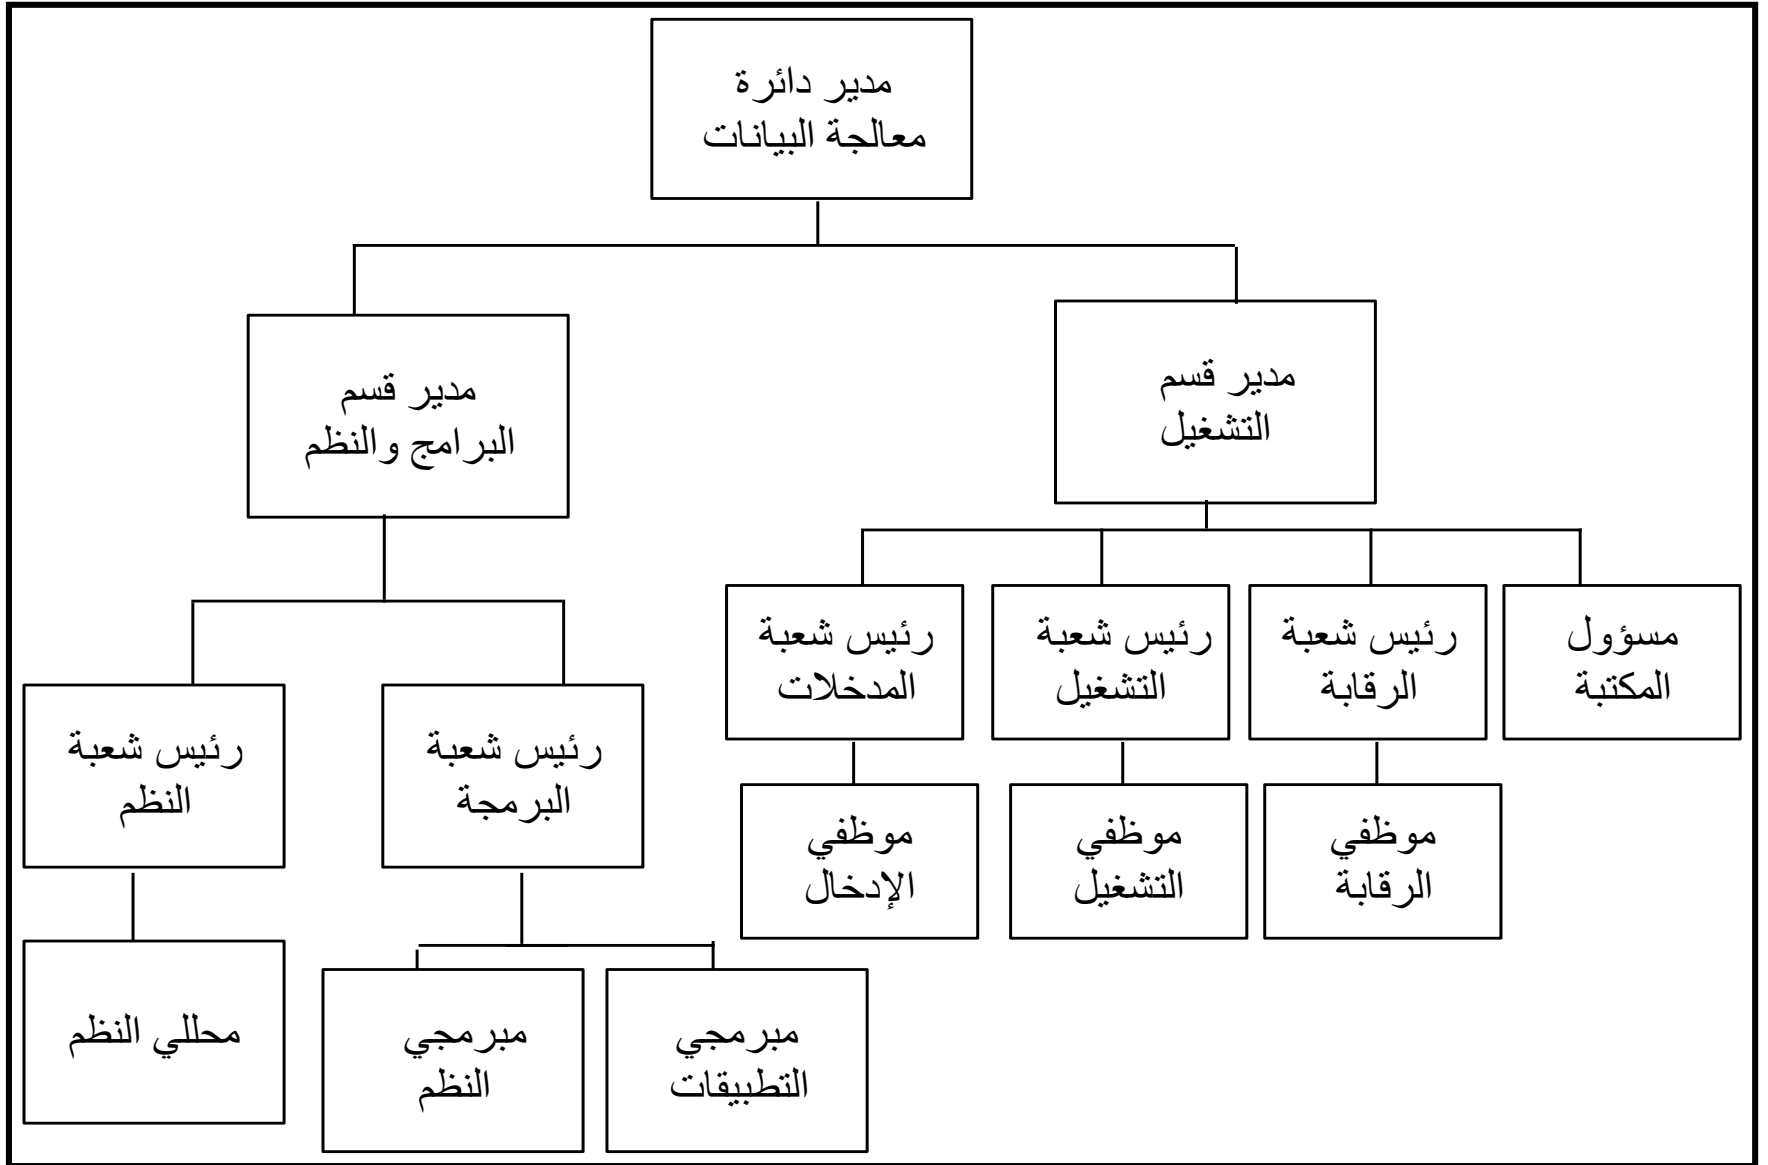 مدير دائرة
معالجة البيانات
مدير قسم
التشغيل
مدير قسم
البرامج والنظم
مسؤول
المكتبة
رئيس شعبة
الرقابة
رئيس شعبة
التشغيل
رئيس شعبة
المدخلات
رئيس شعبة
البرمجة
رئيس شعبة
النظم
موظفي
الرقابة
موظفي
التشغيل
موظفي
الإدخال
مبرمجي
التطبيقات
مبرمجي
النظم
محللي النظم